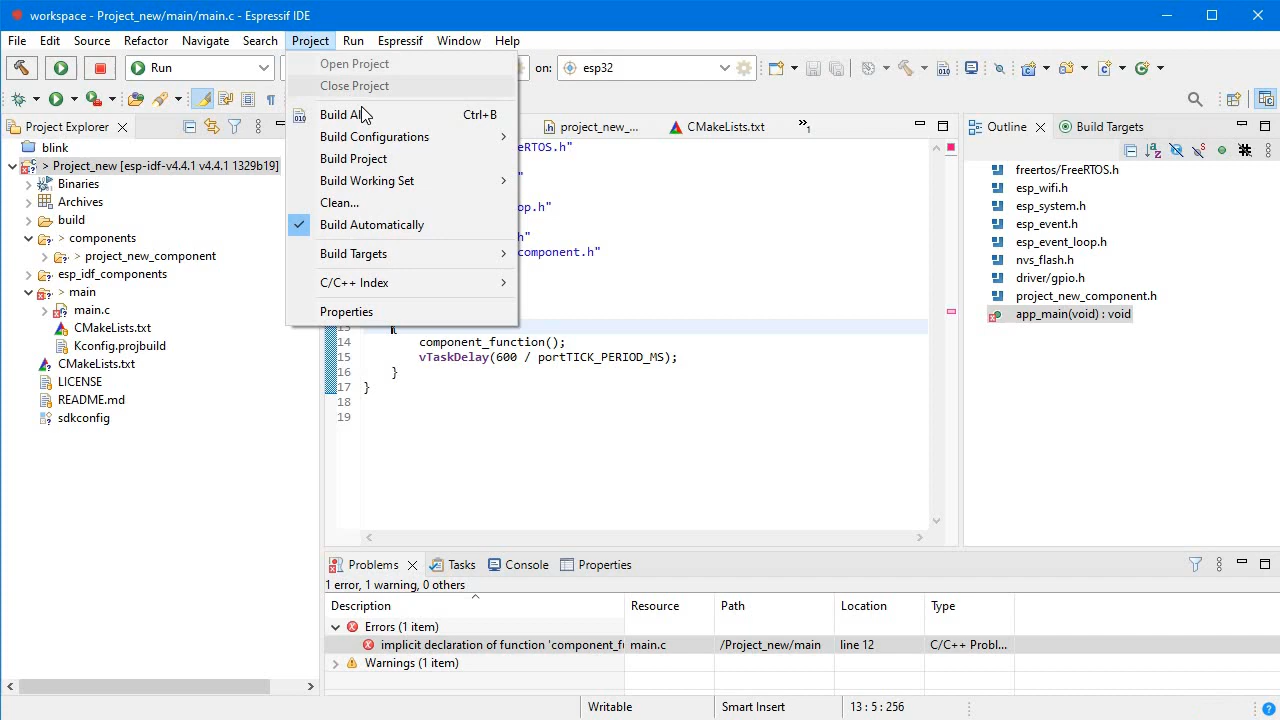 workspace - Project_new/main/main.c - Espressif IDE
File Edit Source Refactor Navigate Search Project Run Espressif Window Help
Run on: esp32
Project Explorer
project_new_...
CMakeLists.txt
1
Outline
Build Targets
Open Project
Close Project
Build All Ctrl+B
Build Configurations
Build Project
Build Working Set
Clean...
Build Automatically
Build Targets
C/C++ Index
Properties
blink
> Project_new [esp-idf-v4.4.1 v4.4.1 1329b19]
Binaries
Archives
build
> components
> project_new_component
esp_idf_components
> main
main.c
CMakeLists.txt
Kconfig.projbuild
CMakeLists.txt
LICENSE
README.md
sdkconfig
eRTOS.h"
"
op.h"
h"
component.h"
13 {
14 component_function();
15 vTaskDelay(600 / portTICK_PERIOD_MS);
16 }
17 }
18
19
freertos/FreeRTOS.h
esp_wifi.h
esp_system.h
esp_event.h
esp_event_loop.h
nvs_flash.h
driver/gpio.h
project_new_component.h
app_main(void) : void
Problems
Tasks
Console
Properties
1 error, 1 warning, 0 others
Description Resource Path Location Type
Errors (1 item)
implicit declaration of function 'component_fu main.c /Project_new/main line 12 C/C++ Probl...
Warnings (1 item)
Writable Smart Insert 13 : 5 : 256